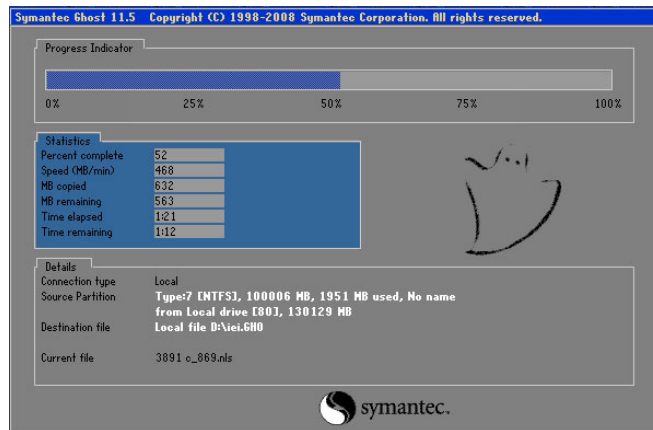 Symantec Ghost 11.5 Copyright (C) 1998-2008 Symantec Corporation. All rights reserved.
Progress Indicator
0% 25% 50% 75% 100%
Statistics
Percent complete 52
Speed (MB/min) 468
MB copied 632
MB remaining 563
Time elapsed 1:21
Time remaining 1:12
Details
Connection type Local
Source Partition Type:7 [NTFS], 100006 MB, 1951 MB used, No name
from Local drive [80], 130129 MB
Destination file Local file D:\iei.GHO
Current file 3891 c_869.nls
symantec.